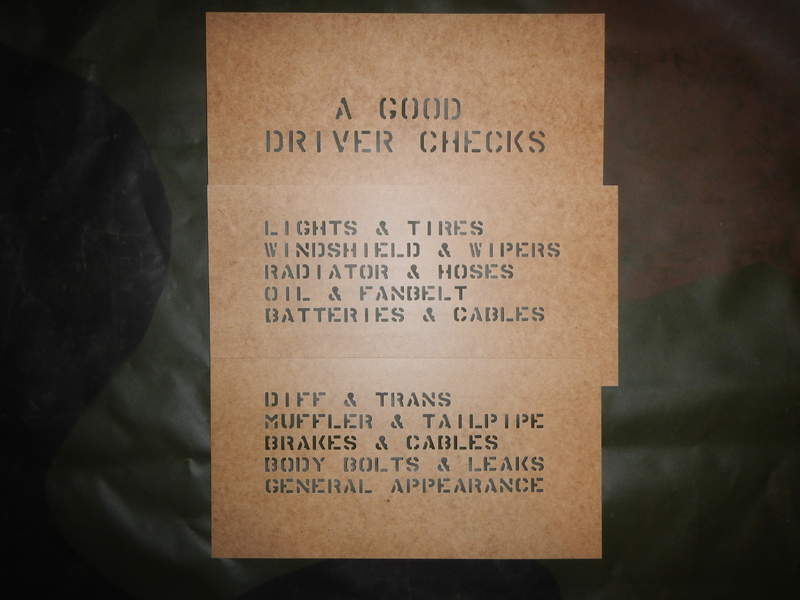 A GOOD
DRIVER CHECKS
LIGHTS & TIRES
WINDSHIELD & WIPERS
RADIATOR & HOSES
OIL & FANBELT
BATTERIES & CABLES
DIFF & TRANS
MUFFLER & TAILPIPE
BRAKES & CABLES
BODY BOLTS & LEAKS
GENERAL APPEARANCE